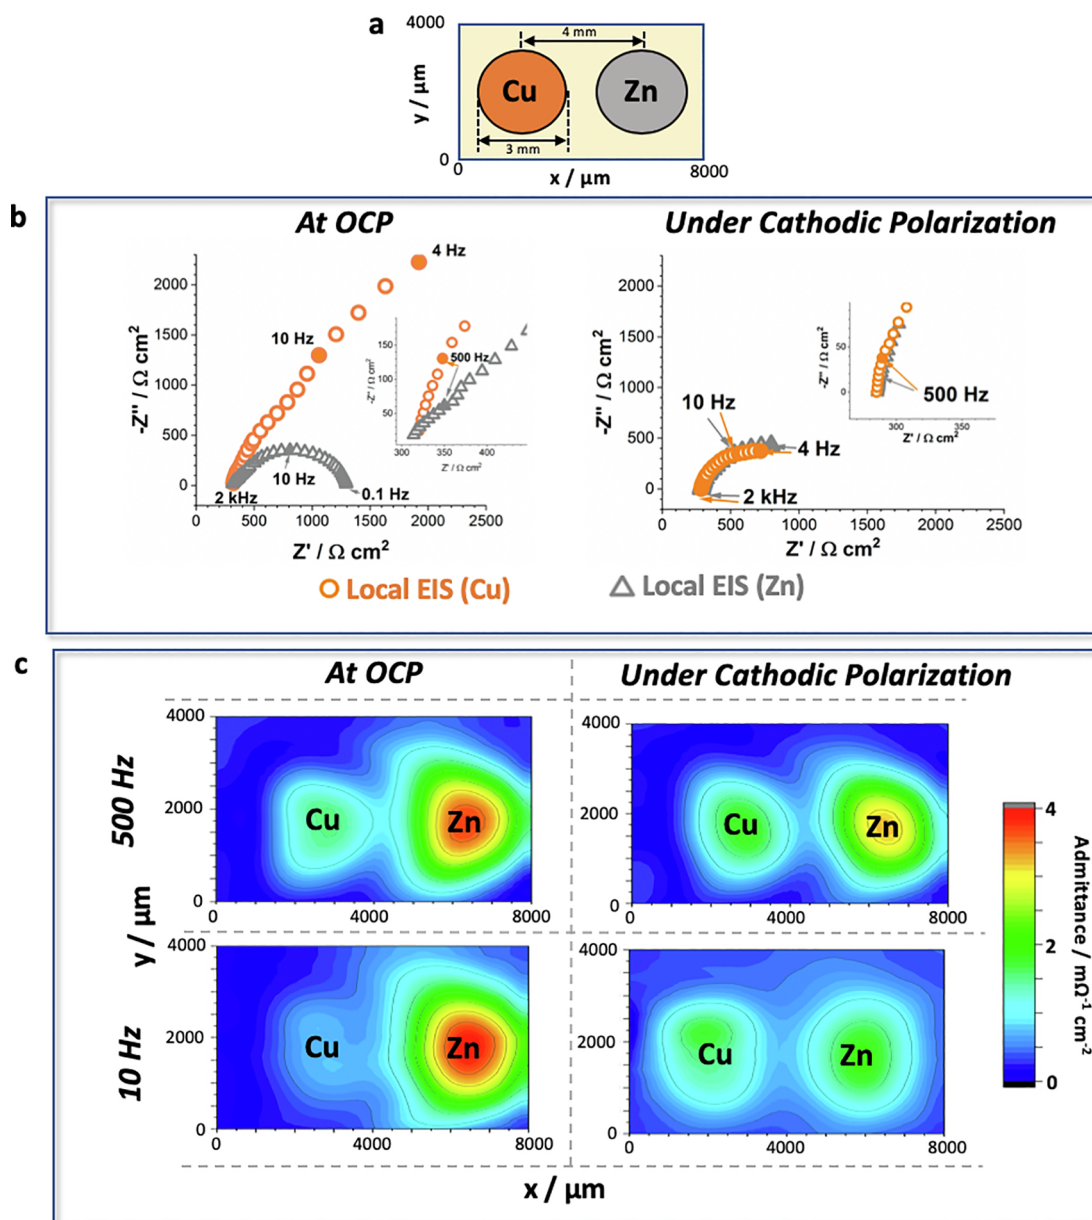 a
4000
4 mm
Cu
Zn
y / μm
3 mm
0
0
8000
x / μm
b
At OCP
Under Cathodic Polarization
4 Hz
2000
1500
1000
500
0
-Z'' / Ω cm²
10 Hz
150
100
50
-Z'' / Ω cm²
500 Hz
300
400
Z' / Ω cm²
10 Hz
2 kHz
0.1 Hz
0
500
1000
1500
2000
2500
Z' / Ω cm²
2000
1500
1000
500
0
-Z'' / Ω cm²
50
0
-Z'' / Ω cm²
500 Hz
300
350
Z' / Ω cm²
10 Hz
4 Hz
2 kHz
0
500
1000
1500
2000
2500
Z' / Ω cm²
Local EIS (Cu)
Local EIS (Zn)
c
At OCP
Under Cathodic Polarization
500 Hz
4000
2000
0
Cu
Zn
0
4000
8000
4000
2000
0
Cu
Zn
0
4000
8000
y / μm
10 Hz
4000
2000
0
Cu
Zn
0
4000
8000
4000
2000
0
Cu
Zn
0
4000
8000
x / μm
4
2
0
Admittance / mΩ⁻¹ cm⁻²